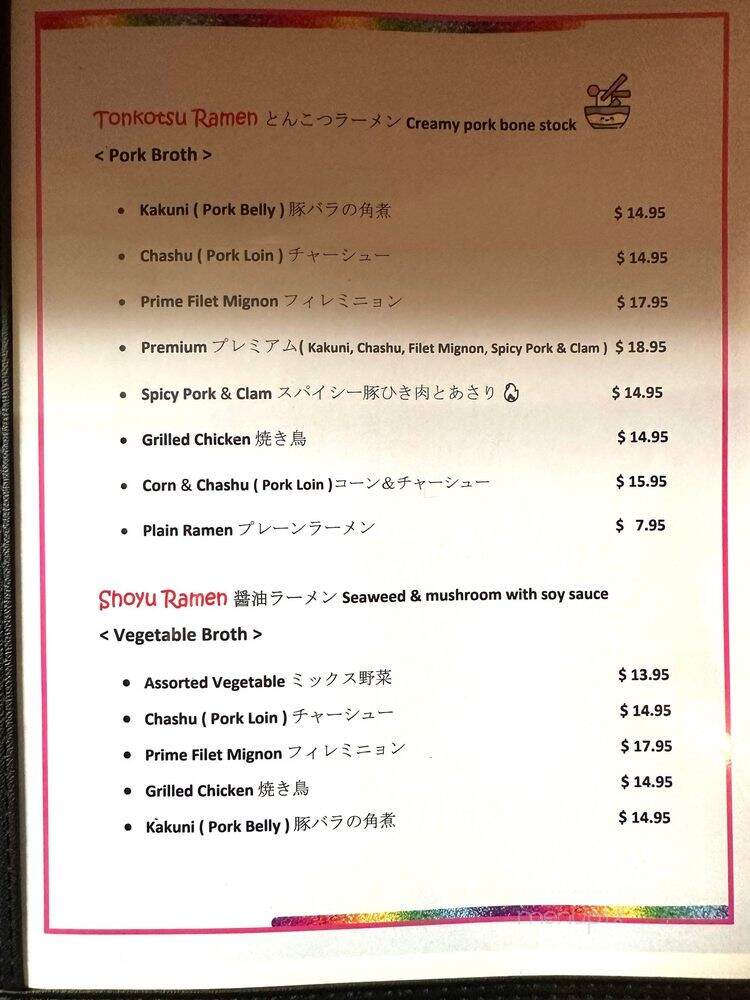 Tonkotsu Ramen とんこつラーメン Creamy pork bone stock
< Pork Broth >
• Kakuni ( Pork Belly ) 豚バラの角煮 $ 14.95
• Chashu ( Pork Loin ) チャーシュー $ 14.95
• Prime Filet Mignon フィレミニョン $ 17.95
• Premium プレミアム( Kakuni, Chashu, Filet Mignon, Spicy Pork & Clam ) $ 18.95
• Spicy Pork & Clam スパイシー豚ひき肉とあさり $ 14.95
• Grilled Chicken 焼き鳥 $ 14.95
• Corn & Chashu ( Pork Loin )コーン&チャーシュー $ 15.95
• Plain Ramen プレーンラーメン $ 7.95
Shoyu Ramen 醤油ラーメン Seaweed & mushroom with soy sauce
< Vegetable Broth >
• Assorted Vegetable ミックス野菜 $ 13.95
• Chashu ( Pork Loin ) チャーシュー $ 14.95
• Prime Filet Mignon フィレミニョン $ 17.95
• Grilled Chicken 焼き鳥 $ 14.95
• Kakuni ( Pork Belly ) 豚バラの角煮 $ 14.95